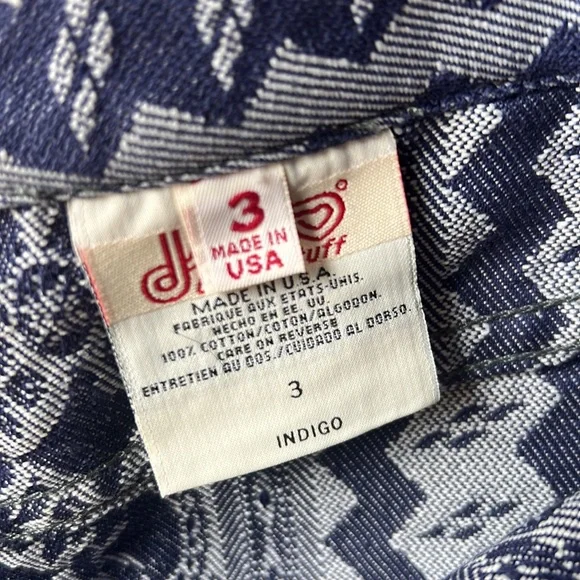 3
MADE IN
USA
MADE IN U.S.A.
FABRIQUE AUX ETATS-UNIS.
HECHO EN EE UU.
100% COTTON/COTON/ALGODON.
CARE ON REVERSE
ENTRETIEN AU DOS./CUIDADO AL DORSO.
3
INDIGO